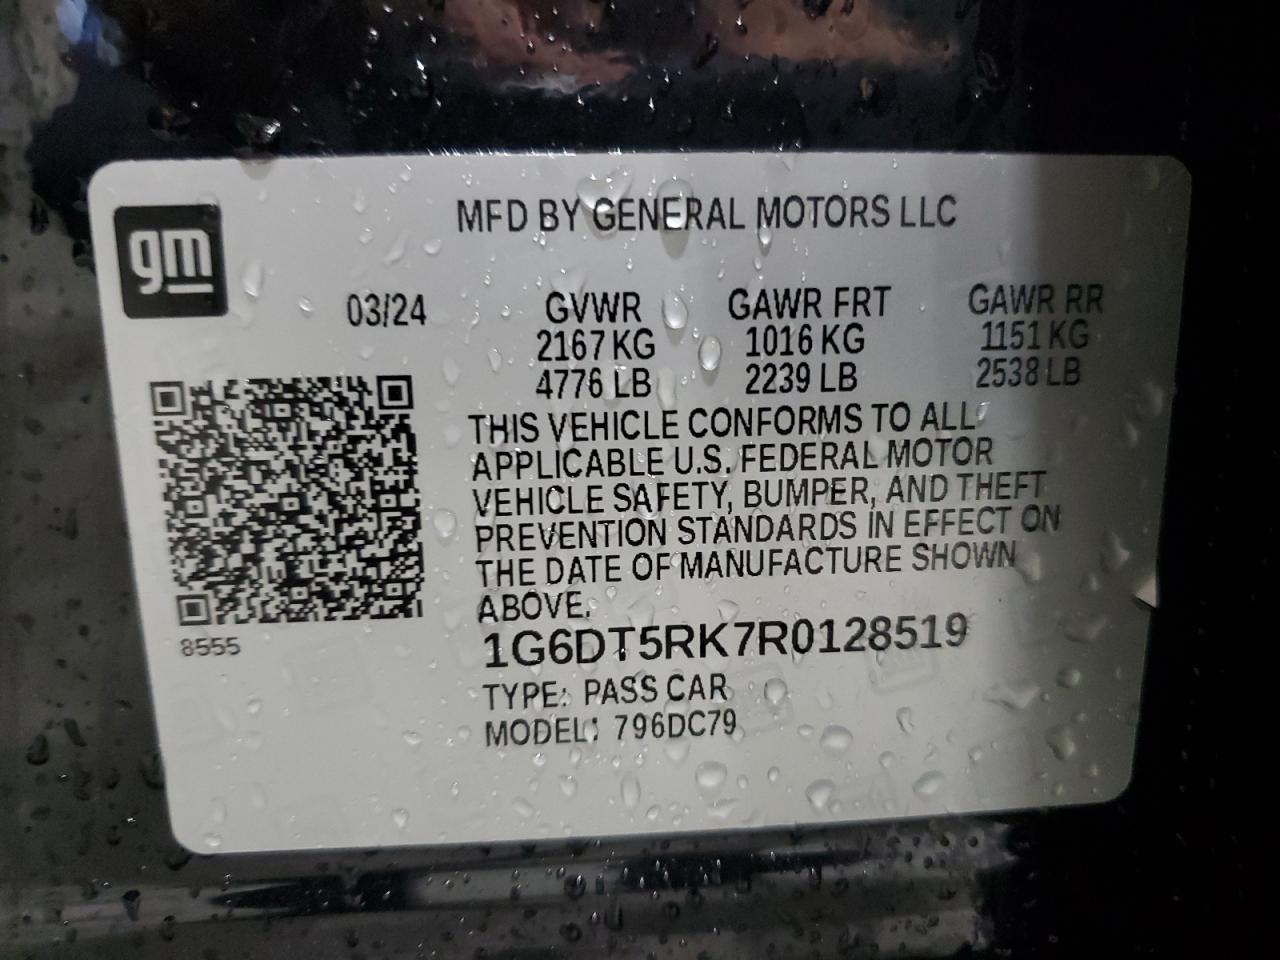 gm
MFD BY GENERAL MOTORS LLC
03/24 GVWR GAWR FRT GAWR RR
2167 KG 1016 KG 1151 KG
4776 LB 2239 LB 2538 LB
THIS VEHICLE CONFORMS TO ALL
APPLICABLE U.S. FEDERAL MOTOR
VEHICLE SAFETY, BUMPER, AND THEFT
PREVENTION STANDARDS IN EFFECT ON
THE DATE OF MANUFACTURE SHOWN
ABOVE.
8555
1G6DT5RK7R0128519
TYPE: PASS CAR
MODEL: 796DC79